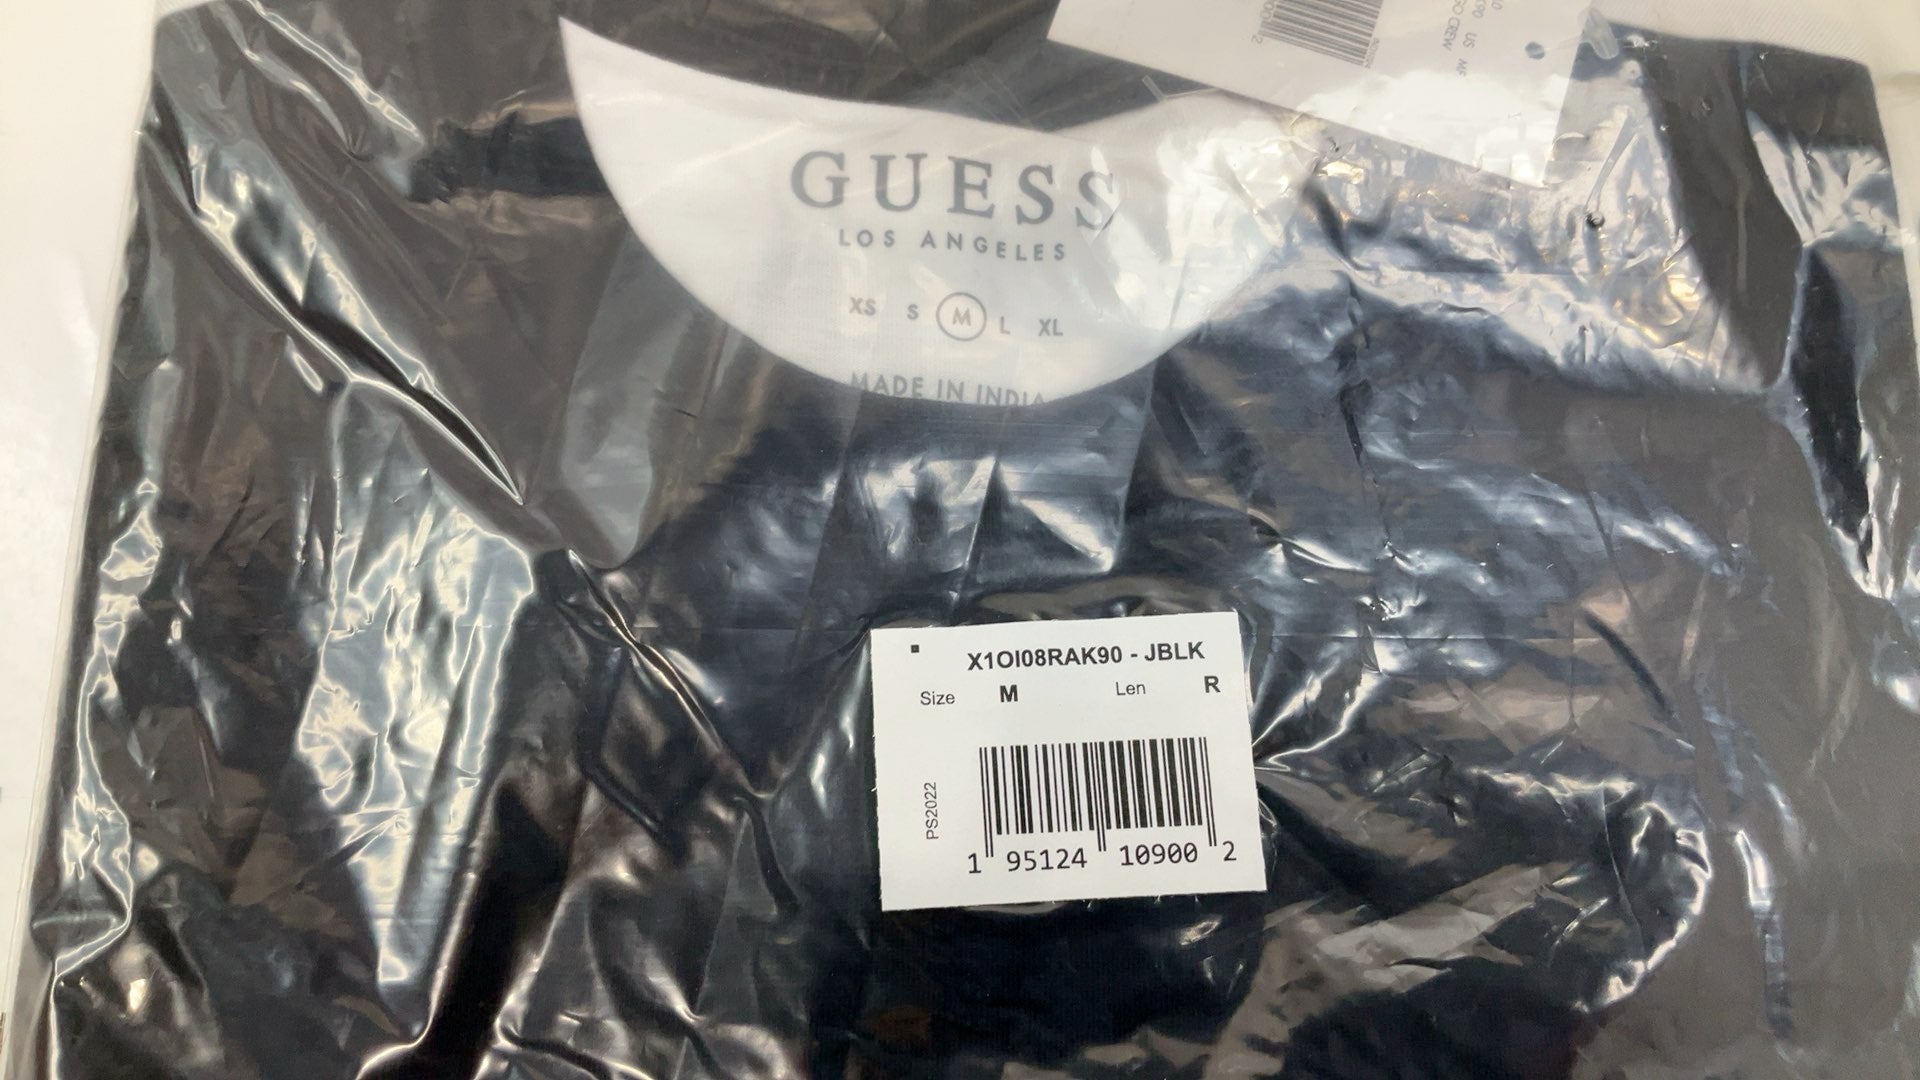 GUESS
LOS ANGELES
XS S M L XL
MADE IN INDIA
X1OI08RAK90 - JBLK
Size M Len R
PS2022
1 95124 10900 2